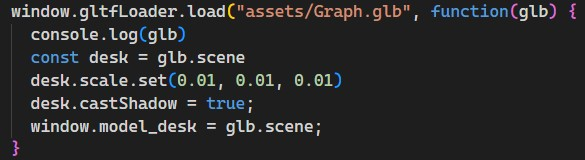 window.gltfLoader.load("assets/Graph.glb", function(glb) {
  console.log(glb)
  const desk = glb.scene
  desk.scale.set(0.01, 0.01, 0.01)
  desk.castShadow = true;
  window.model_desk = glb.scene;
}